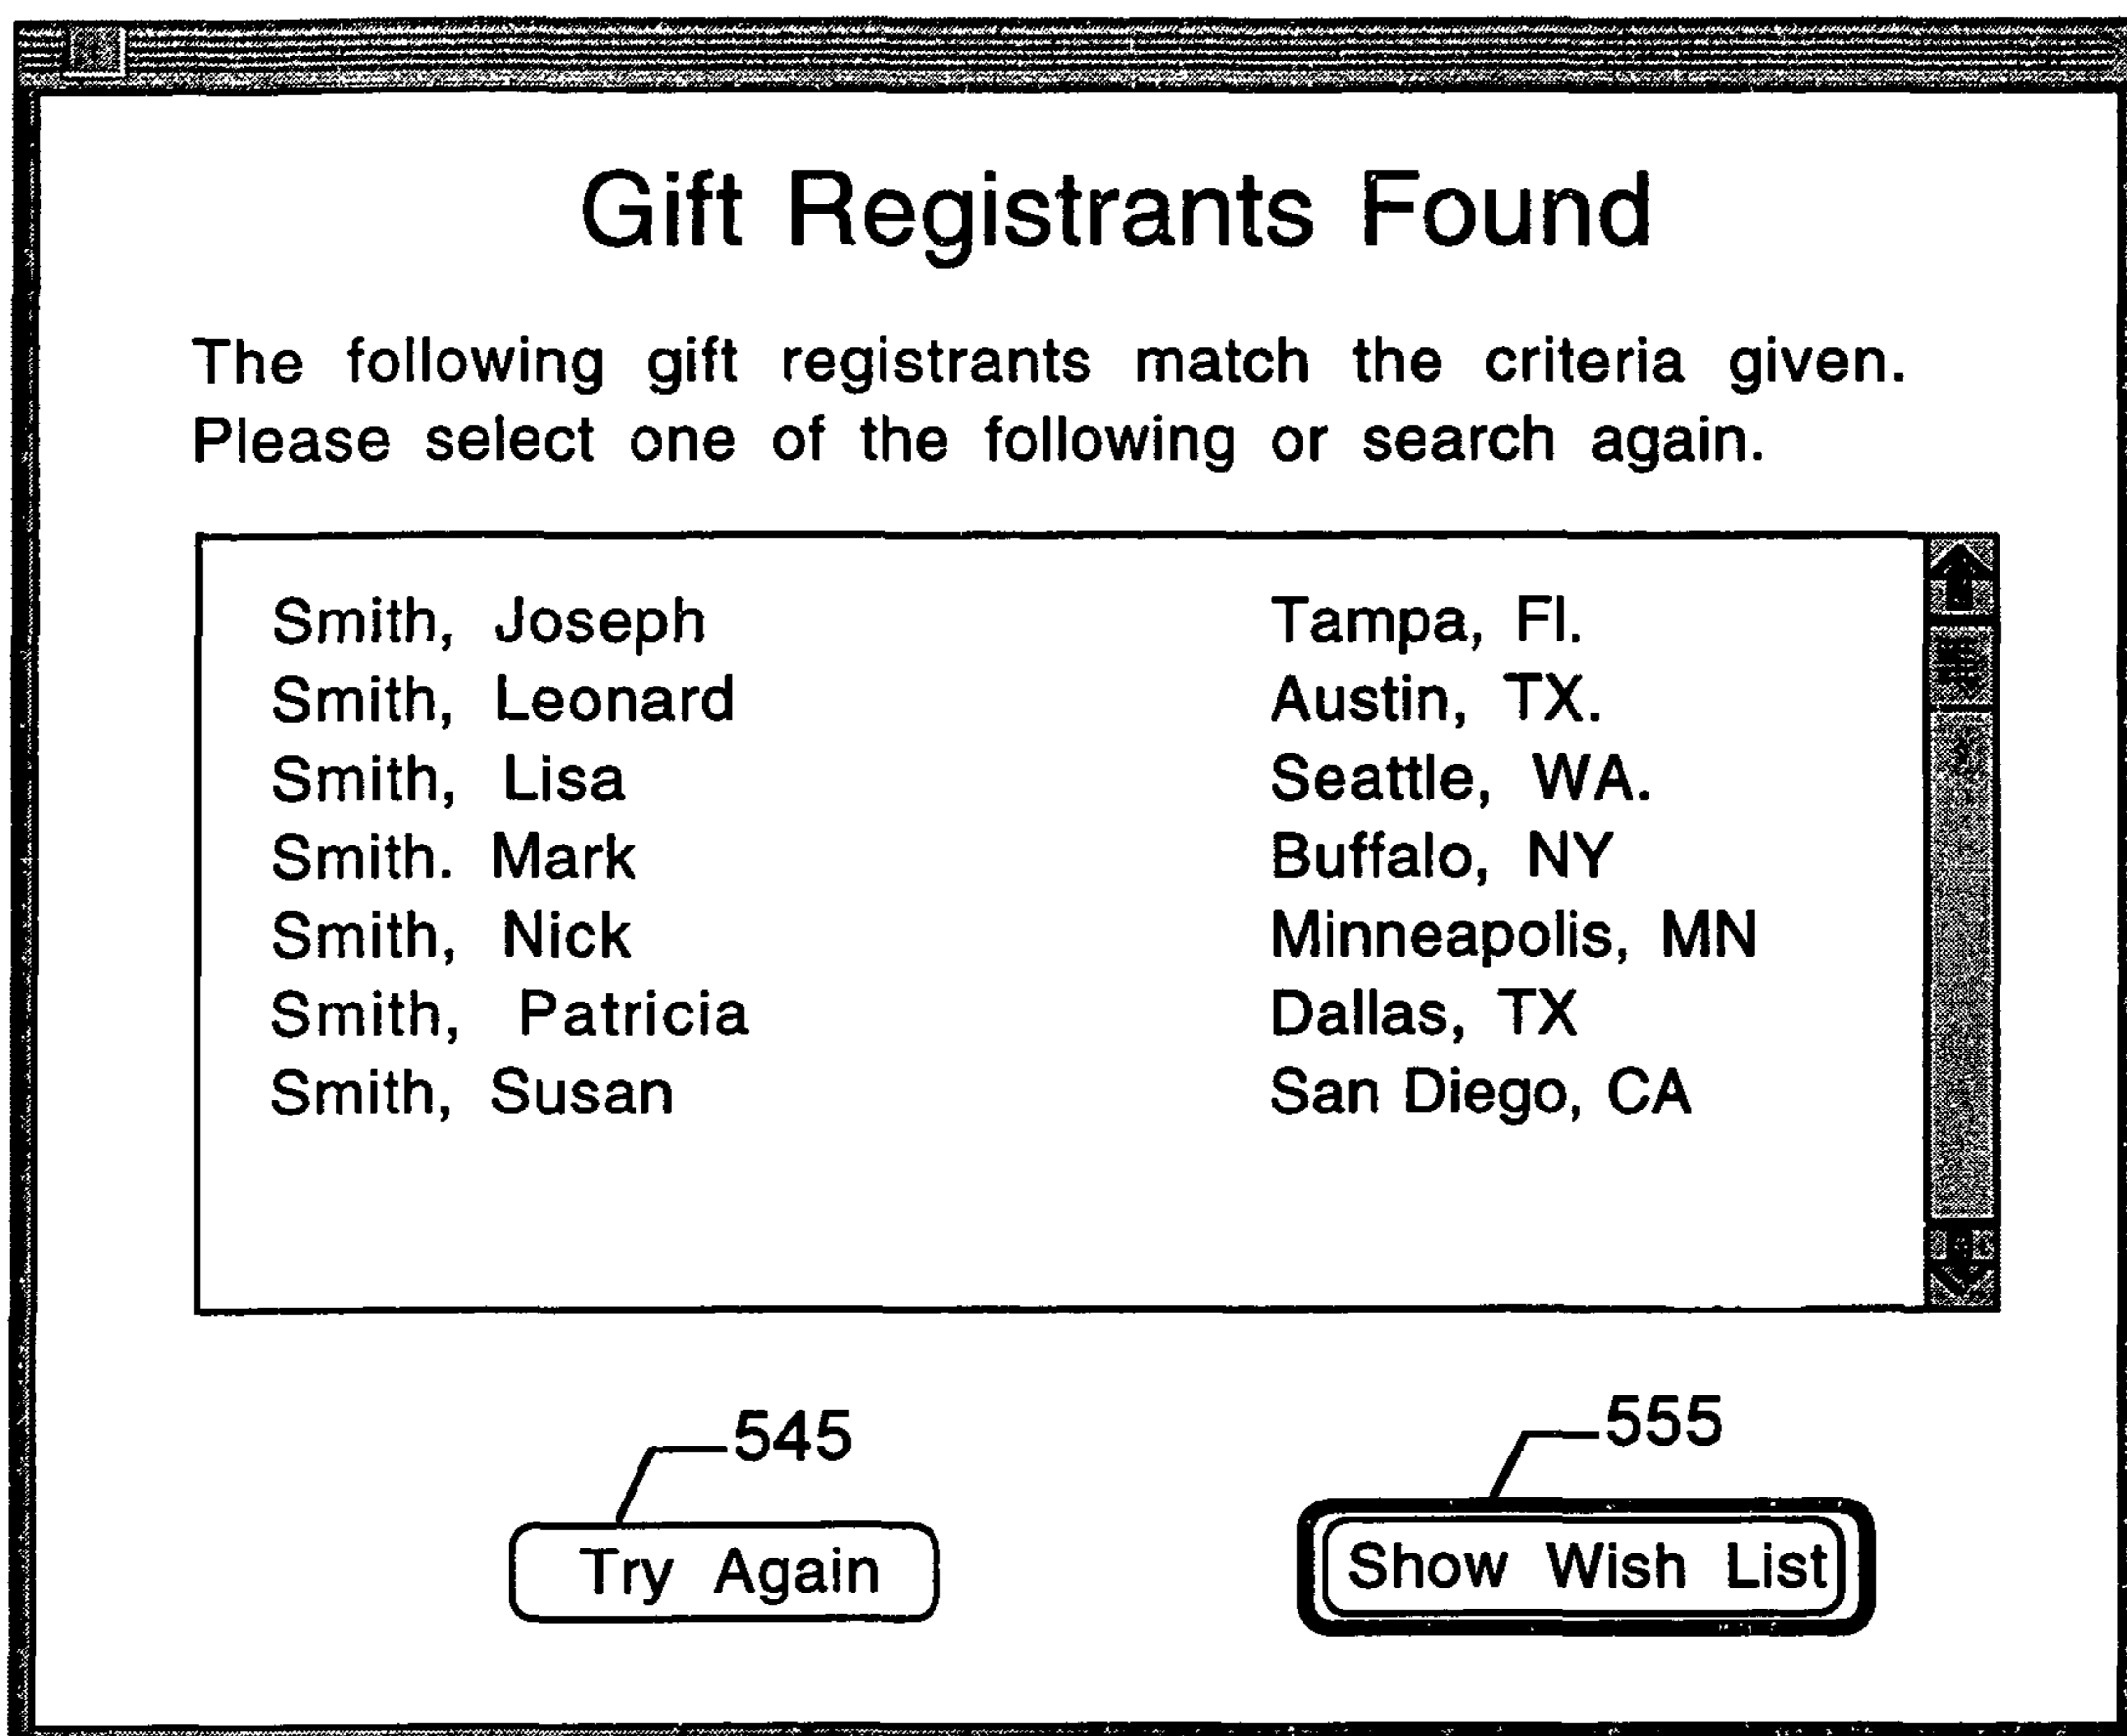 Gift Registrants Found
The following gift registrants match the criteria given.
Please select one of the following or search again.
Smith, Joseph Tampa, Fl.
Smith, Leonard Austin, TX.
Smith, Lisa Seattle, WA.
Smith. Mark Buffalo, NY
Smith, Nick Minneapolis, MN
Smith, Patricia Dallas, TX
Smith, Susan San Diego, CA
545 555
Try Again Show Wish List